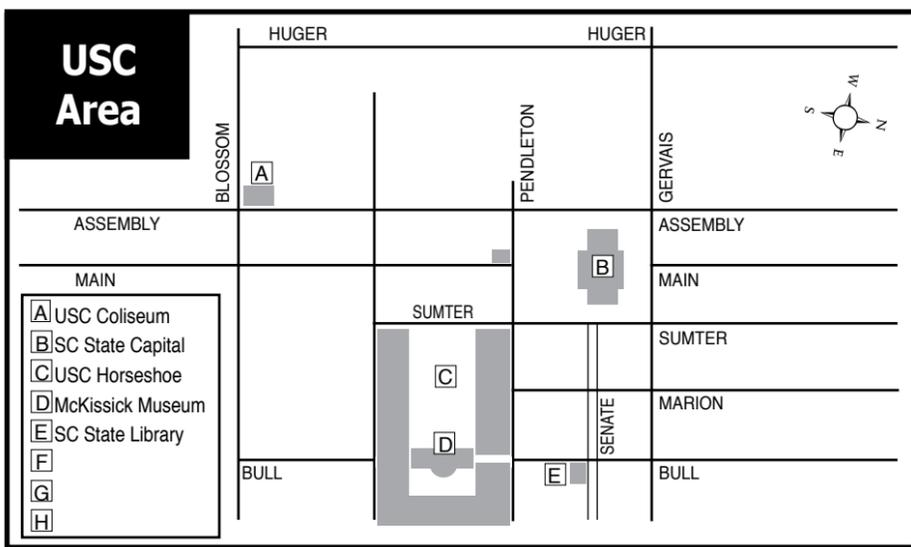 USC
Area
HUGER
HUGER
BLOSSOM
PENDLETON
GERVAIS
W
N
S
E
A
ASSEMBLY
ASSEMBLY
MAIN
B
MAIN
A USC Coliseum
B SC State Capital
C USC Horseshoe
D McKissick Museum
E SC State Library
F
G
H
SUMTER
SUMTER
C
SENATE
MARION
D
BULL
E
BULL